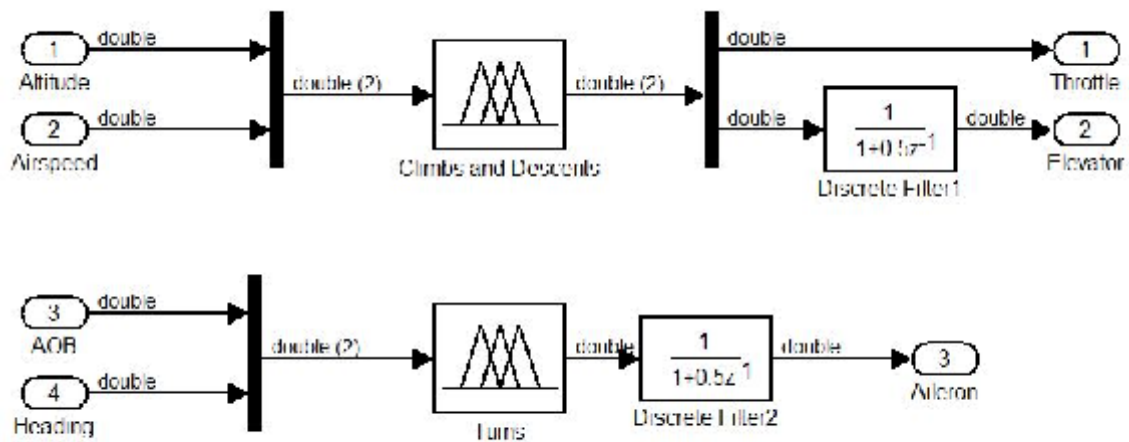 double
1
Altitude
double
2
Airspeed
double (2)
Climbs and Descents
double (2)
double
1
Throttle
double
1
1+0.5z-1
Discrete Filter1
double
2
Elevator
double
3
AOB
double
4
Heading
double (2)
Turns
double
1
1+0.5z-1
Discrete Filter2
double
3
Aileron